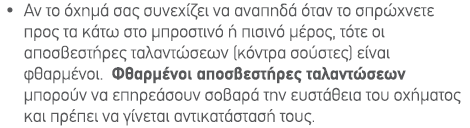 • Αν το όχημά σας συνεχίζει να αναπηδά όταν το σπρώχνετε
προς τα κάτω στο μπροστινό ή πισινό μέρος, τότε οι
αποσβεστήρες ταλαντώσεων (κόντρα σούστες) είναι
φθαρμένοι. Φθαρμένοι αποσβεστήρες ταλαντώσεων
μπορούν να επηρεάσουν σοβαρά την ευστάθεια του οχήματος
και πρέπει να γίνεται αντικατάστασή τους.